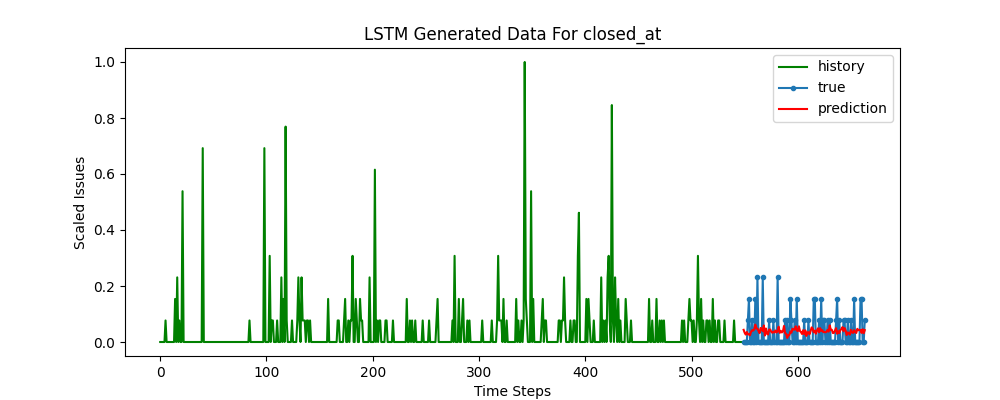 LSTM Generated Data For closed_at
history
true
prediction
Scaled Issues
1.0
0.8
0.6
0.4
0.2
0.0
0
100
200
300
400
500
600
Time Steps